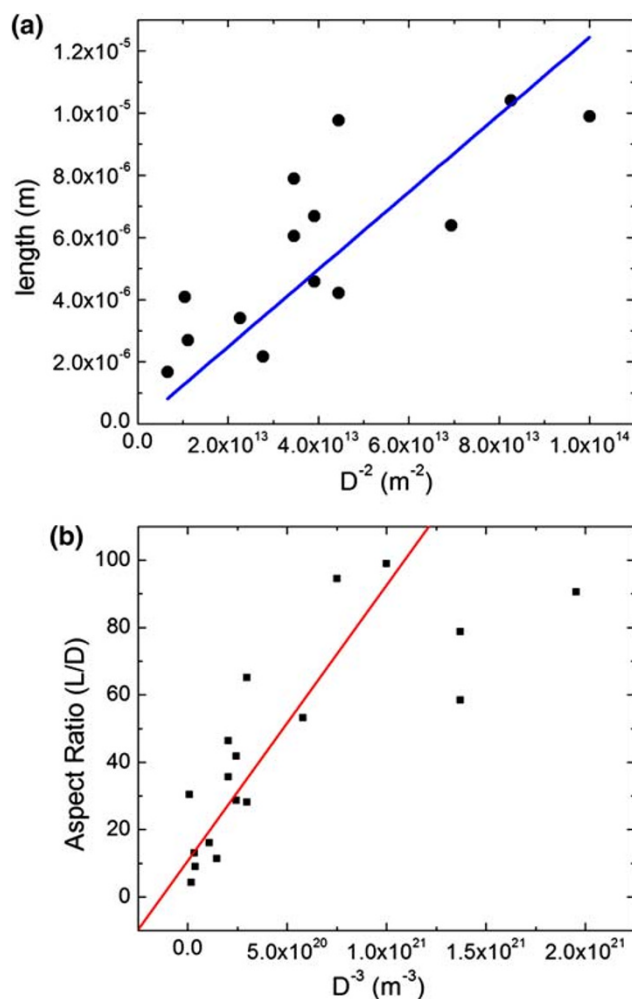 (a)
1.2x10⁻⁵
1.0x10⁻⁵
8.0x10⁻⁶
6.0x10⁻⁶
4.0x10⁻⁶
2.0x10⁻⁶
0.0
length (m)
0.0 2.0x10¹³ 4.0x10¹³ 6.0x10¹³ 8.0x10¹³ 1.0x10¹⁴
D⁻² (m⁻²)
(b)
100
80
60
40
20
0
Aspect Ratio (L/D)
0.0 5.0x10²⁰ 1.0x10²¹ 1.5x10²¹ 2.0x10²¹
D⁻³ (m⁻³)